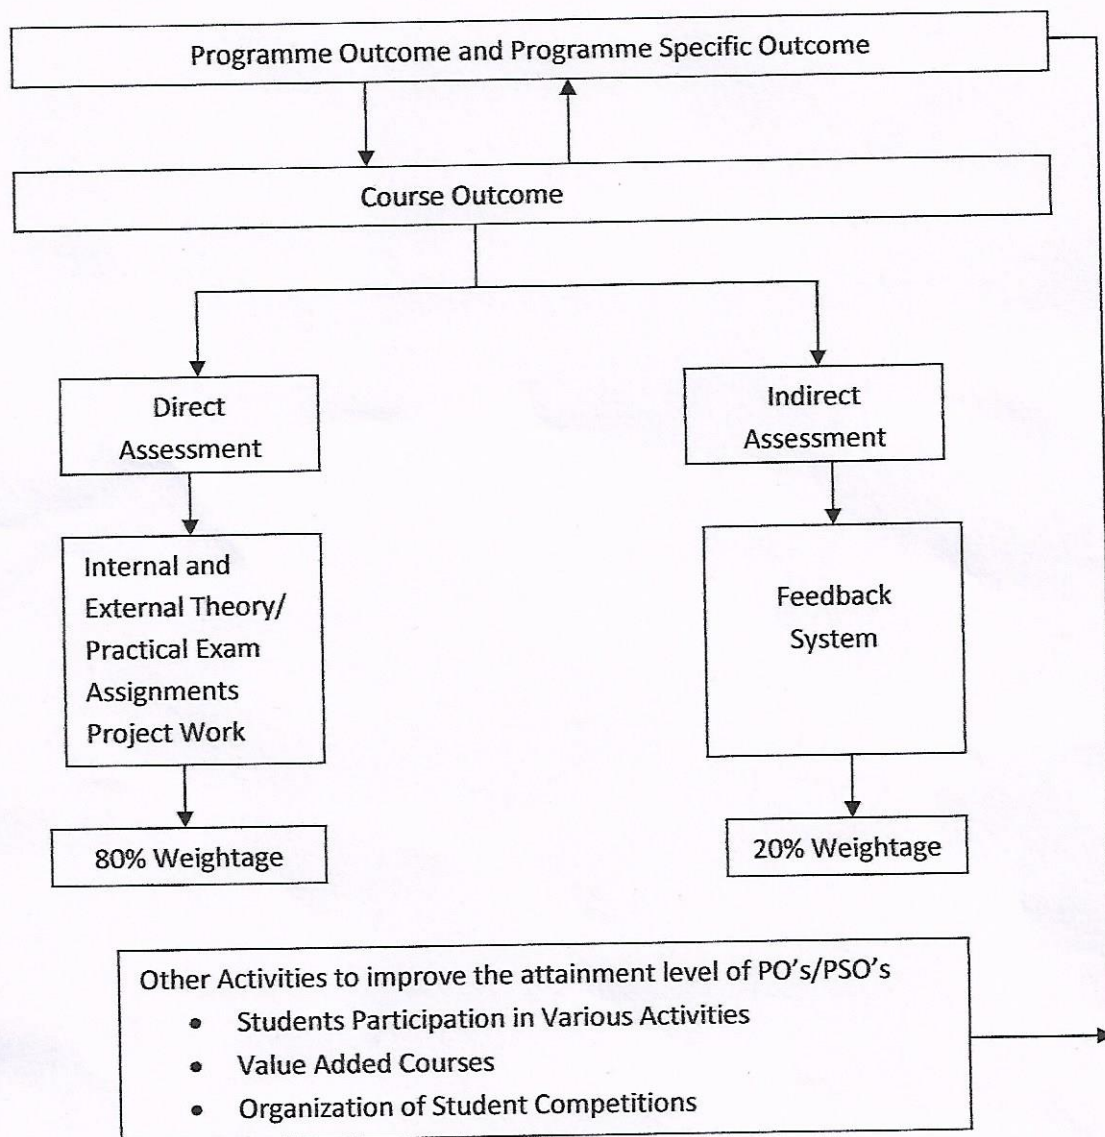 Programme Outcome and Programme Specific Outcome
Course Outcome
Direct
Assessment
Indirect
Assessment
Internal and
External Theory/
Practical Exam
Assignments
Project Work
Feedback
System
80% Weightage
20% Weightage
Other Activities to improve the attainment level of PO's/PSO's
• Students Participation in Various Activities
• Value Added Courses
• Organization of Student Competitions